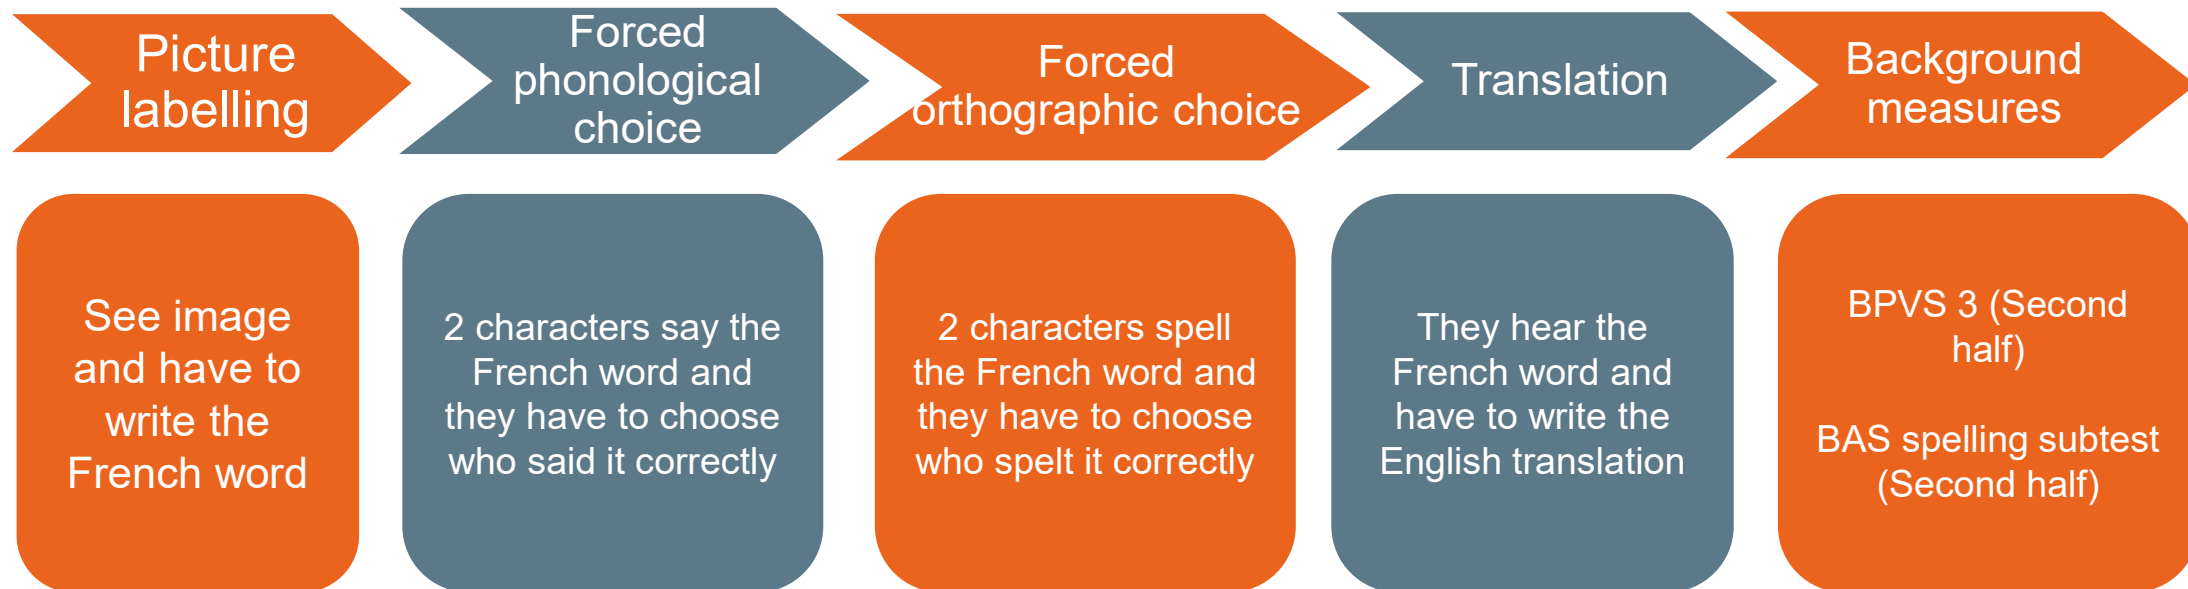 Picture
labelling
Forced
phonological
choice
Forced
orthographic choice
Translation
Background
measures
See image
and have to
write the
French word
2 characters say the
French word and
they have to choose
who said it correctly
2 characters spell
the French word and
they have to choose
who spelt it correctly
They hear the
French word and
have to write the
English translation
BPVS 3 (Second
half)
BAS spelling subtest
(Second half)